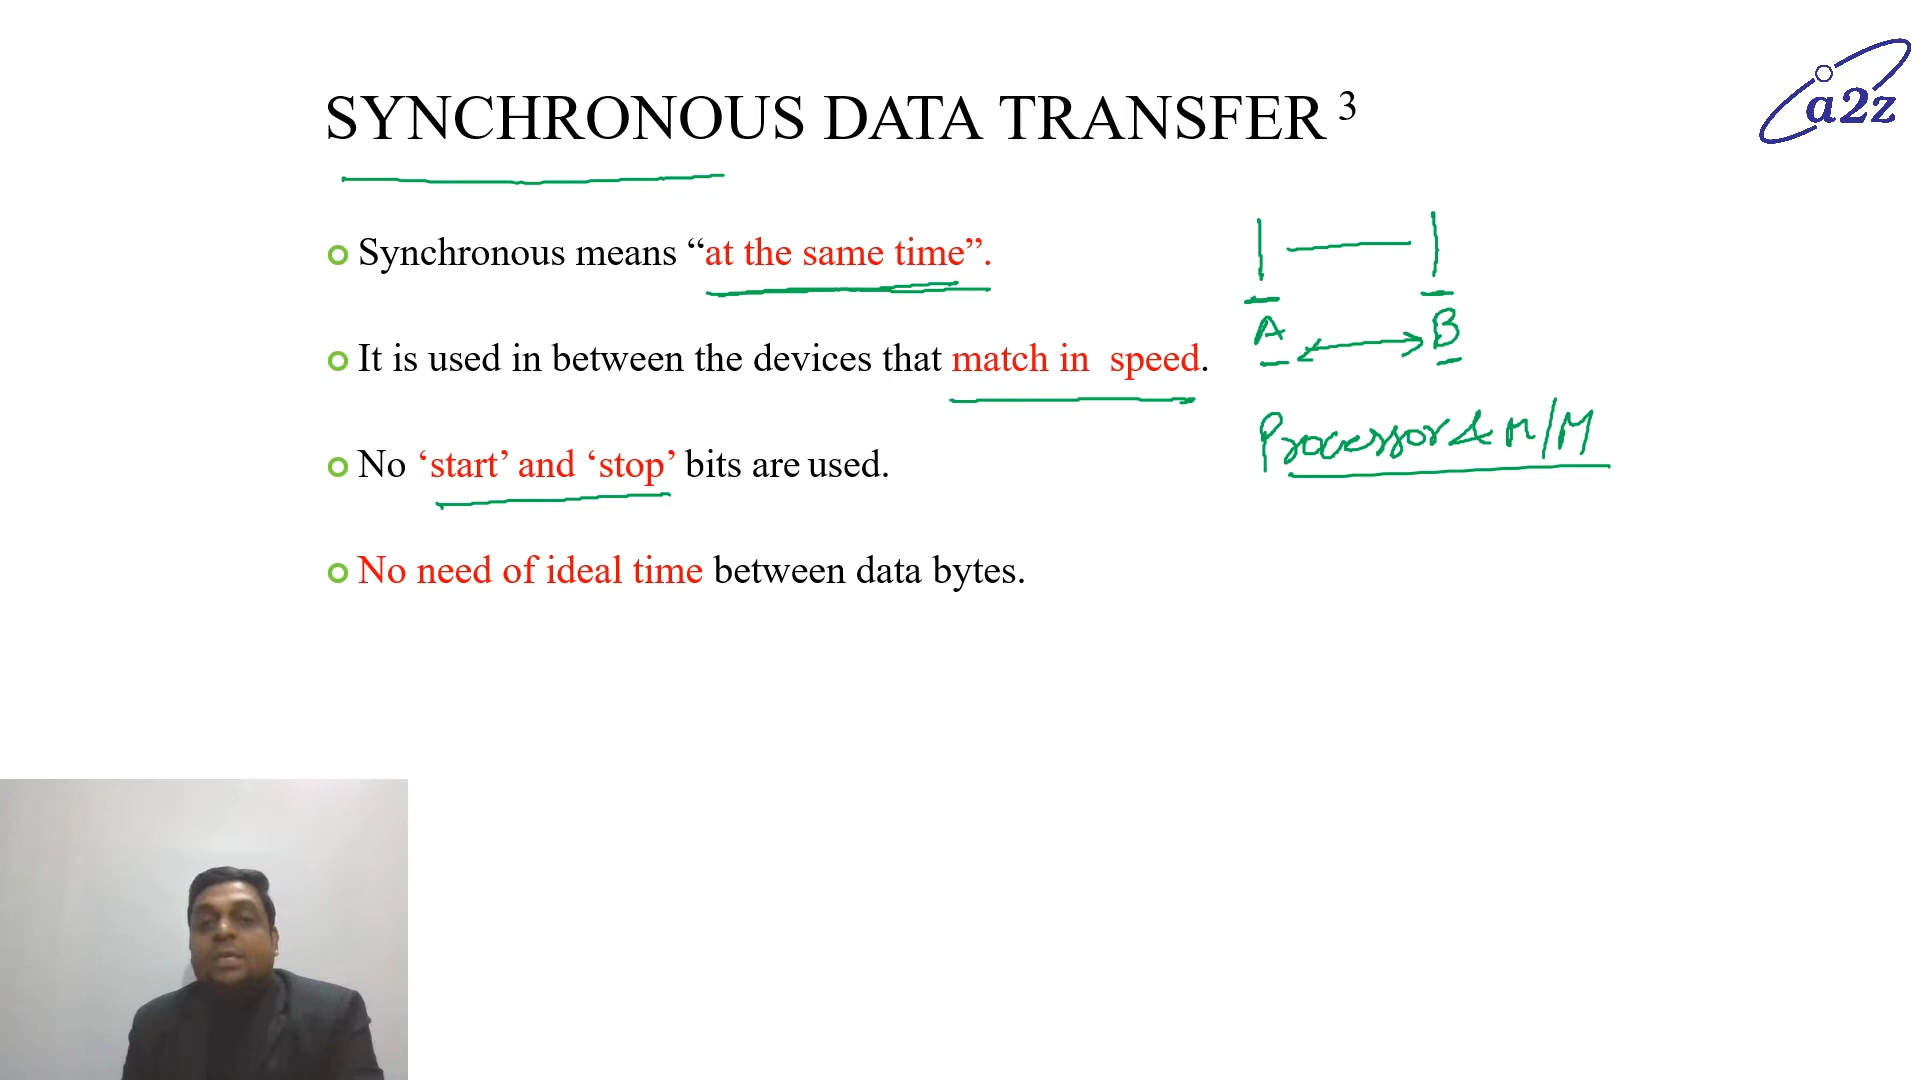 SYNCHRONOUS DATA TRANSFER 3
a2z
Synchronous means “at the same time”.
It is used in between the devices that match in speed.
No ‘start’ and ‘stop’ bits are used.
No need of ideal time between data bytes.
A B
Processor & M/M